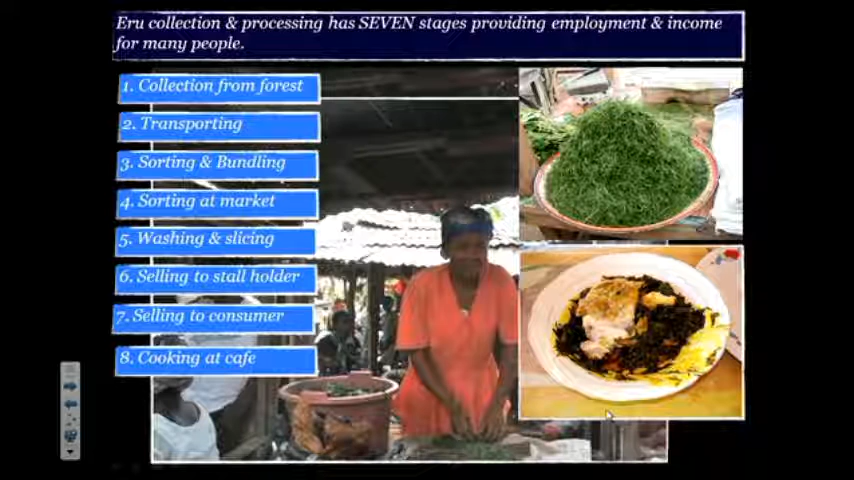 Eru collection & processing has SEVEN stages providing employment & income
for many people.
1. Collection from forest
2. Transporting
3. Sorting & Bundling
4. Sorting at market
5. Washing & slicing
6. Selling to stall holder
7. Selling to consumer
8. Cooking at cafe